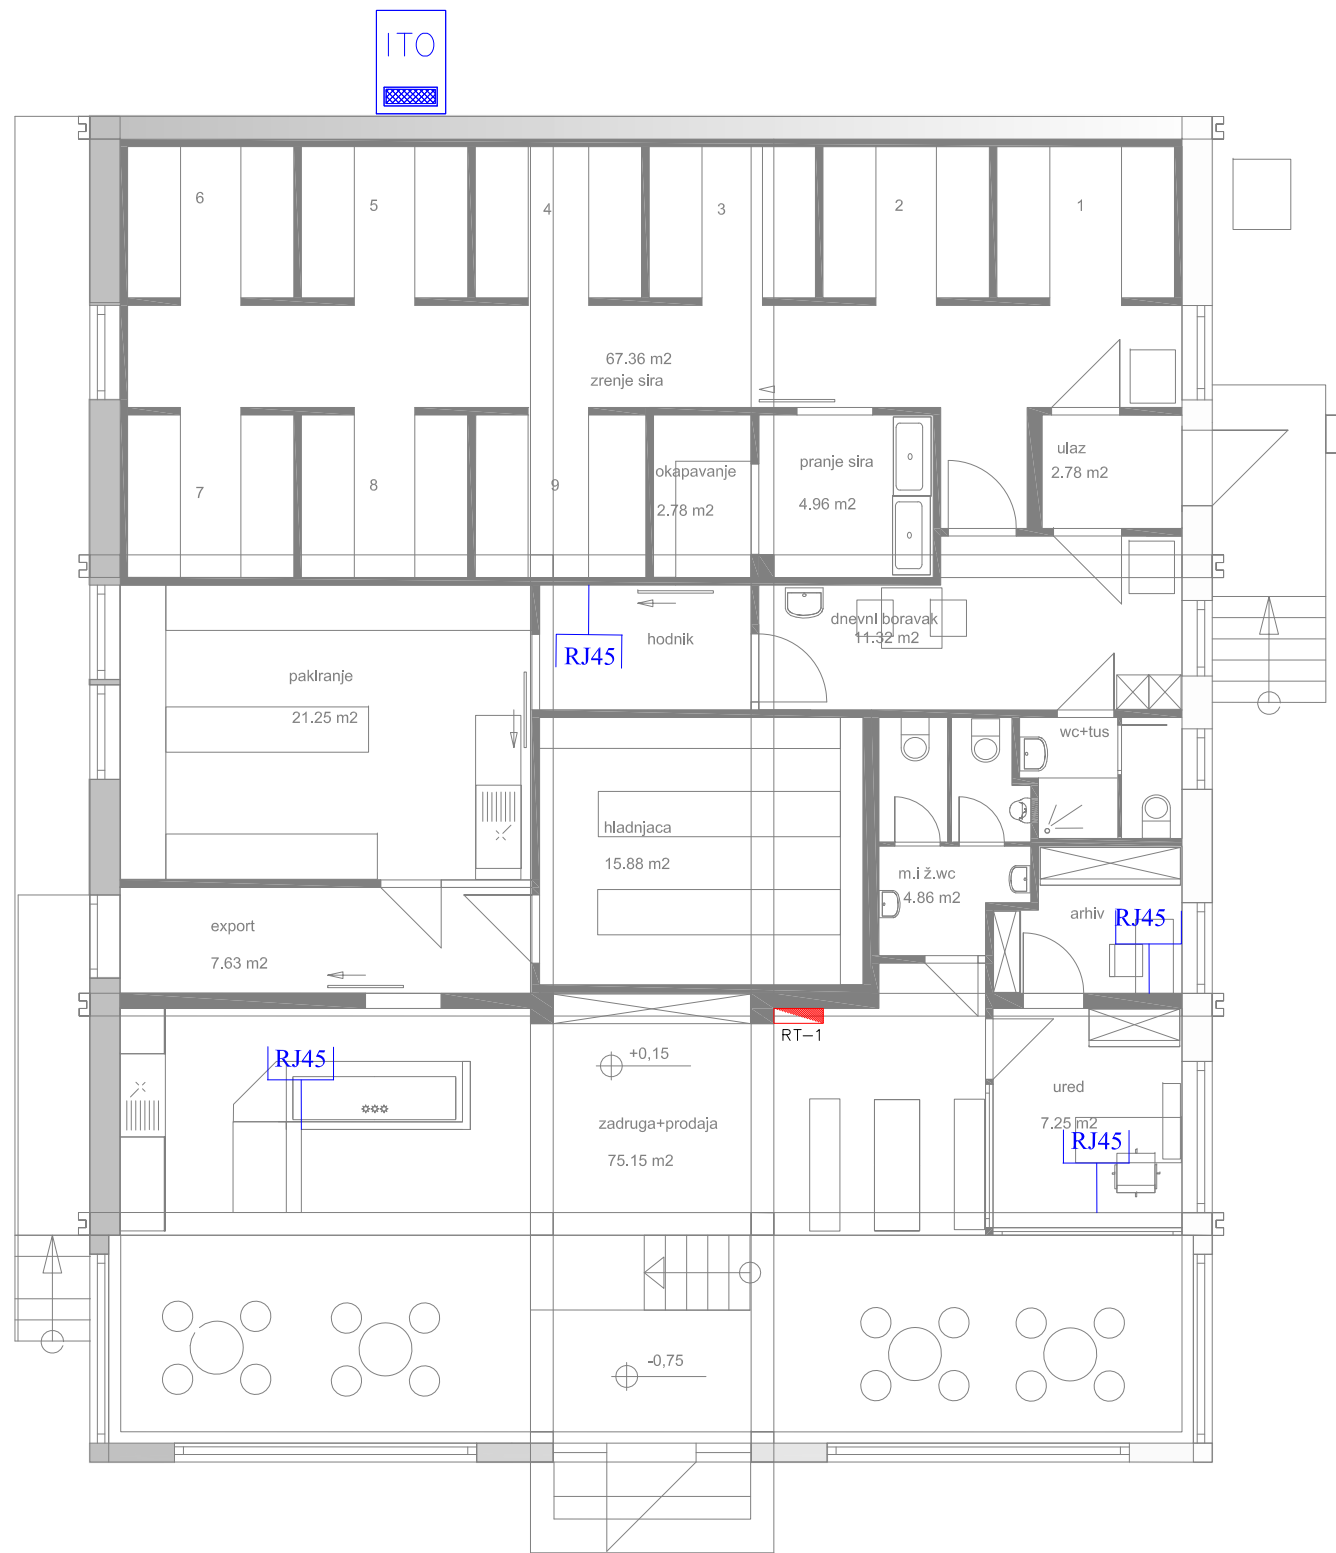 ITO
6
5
4
3
2
1
67.36 m2
zrenje sira
7
8
9
okapavanje
2.78 m2
pranje sira
4.96 m2
ulaz
2.78 m2
RJ45
hodnik
dnevni boravak
11.32 m2
pakiranje
21.25 m2
wc+tus
hladnjaca
15.88 m2
m.i ž.wc
4.86 m2
arhiv
RJ45
export
7.63 m2
RT-1
RJ45
+0,15
zadruga+prodaja
75.15 m2
ured
7.25 m2
RJ45
-0,75